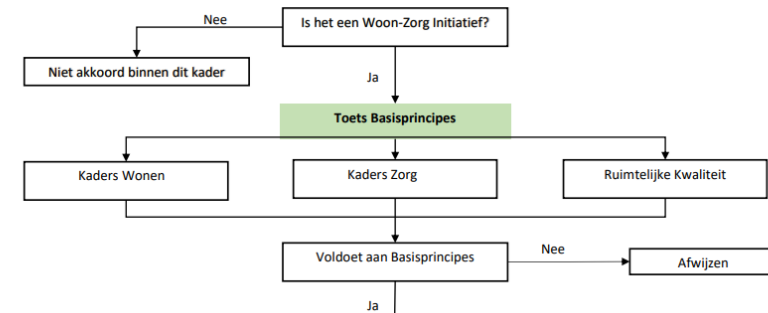 Nee
Is het een Woon-Zorg Initiatief?
Niet akkoord binnen dit kader
Ja
Toets Basisprincipes
Kaders Wonen
Kaders Zorg
Ruimtelijke Kwaliteit
Voldoet aan Basisprincipes
Nee
Afwijzen
Ja